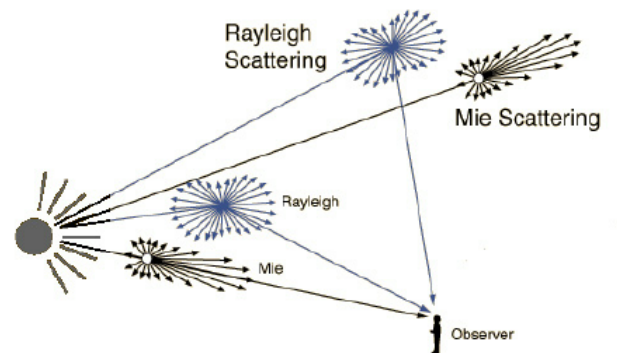 Rayleigh
Scattering
Mie Scattering
Rayleigh
Mie
Observer